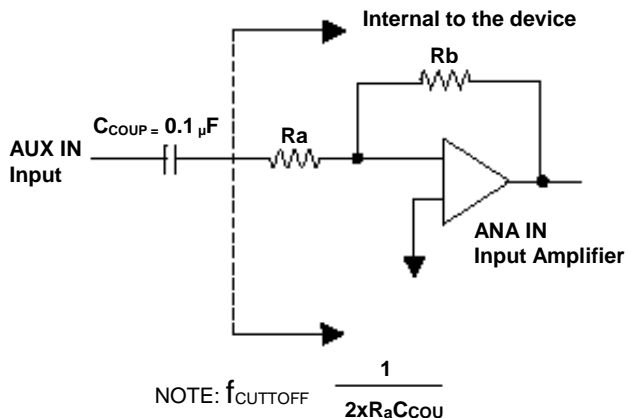 Internal to the device
Rb
CCOUP = 0.1 µF
Ra
AUX IN
Input
ANA IN
Input Amplifier
NOTE: fCUTTOFF 1
2xRaCCOU